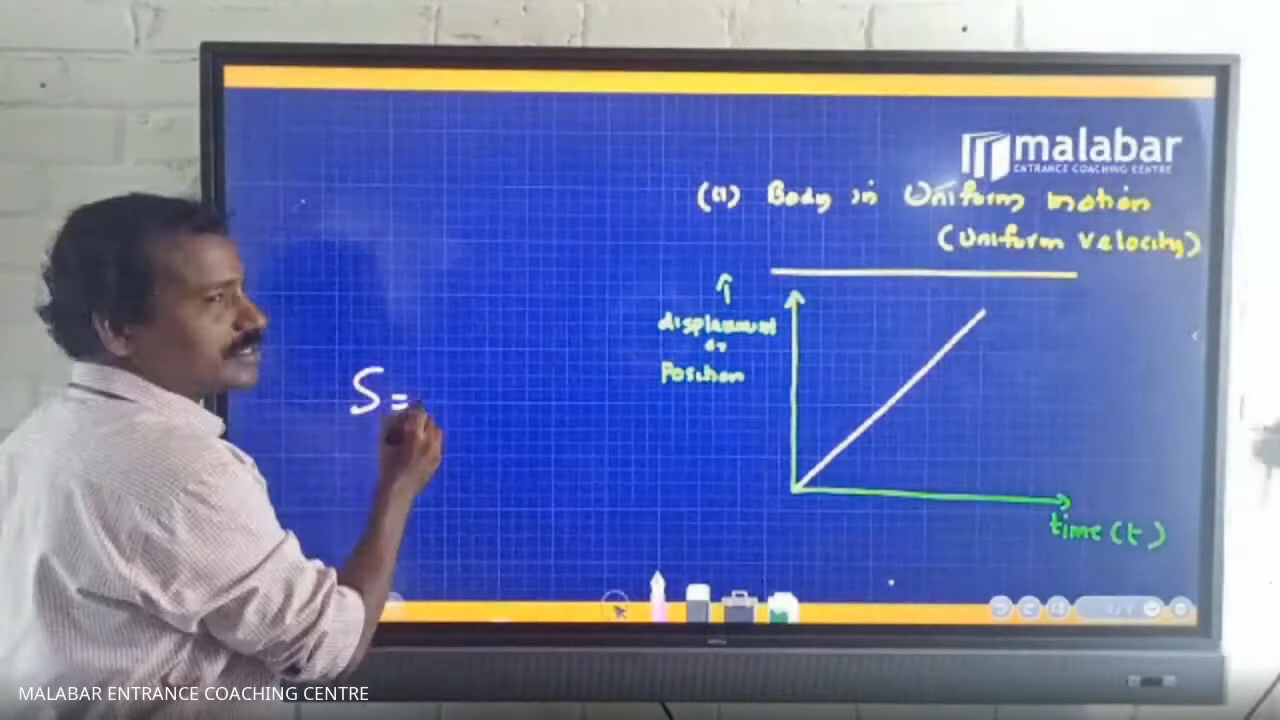 malabar
ENTRANCE COACHING CENTRE
Body in Uniform motion
(Uniform velocity)
displacement
or
Position
S =
time (t)
MALABAR ENTRANCE COACHING CENTRE